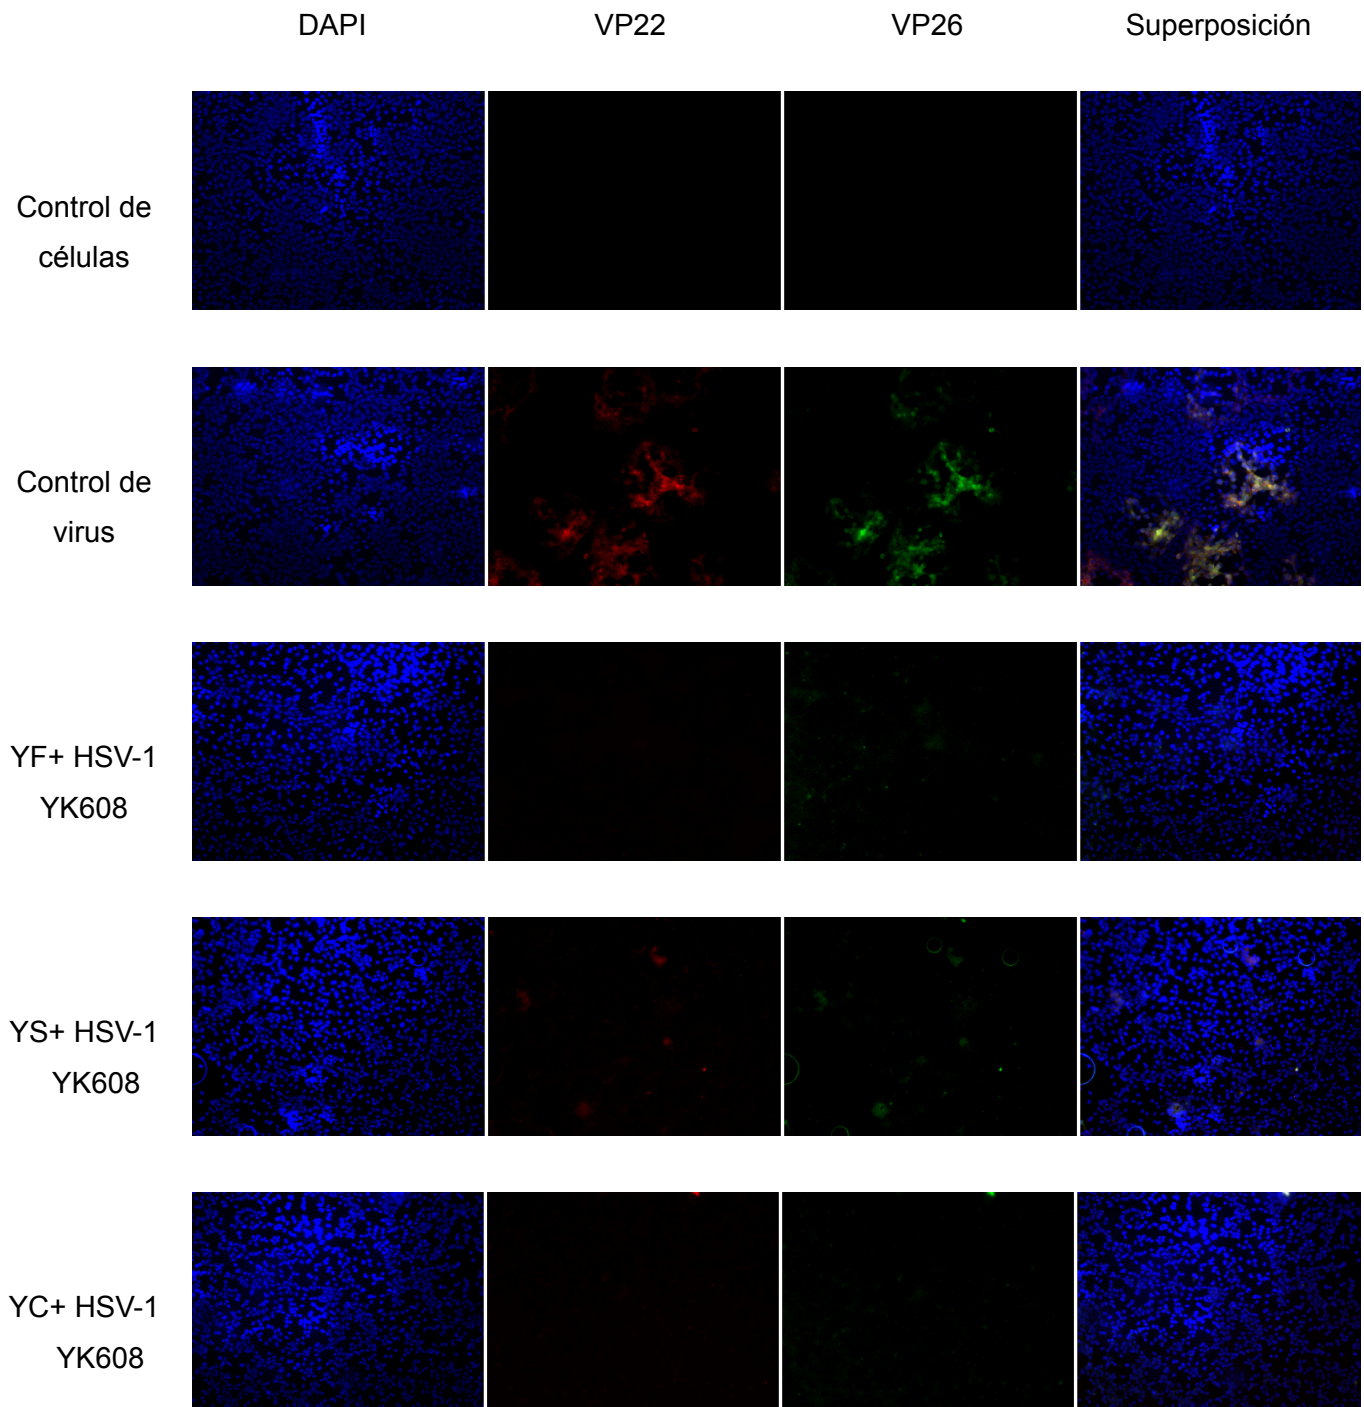 DAPI VP22 VP26 Superposición
Control de
células
Control de
virus
YF+ HSV-1
YK608
YS+ HSV-1
YK608
YC+ HSV-1
YK608